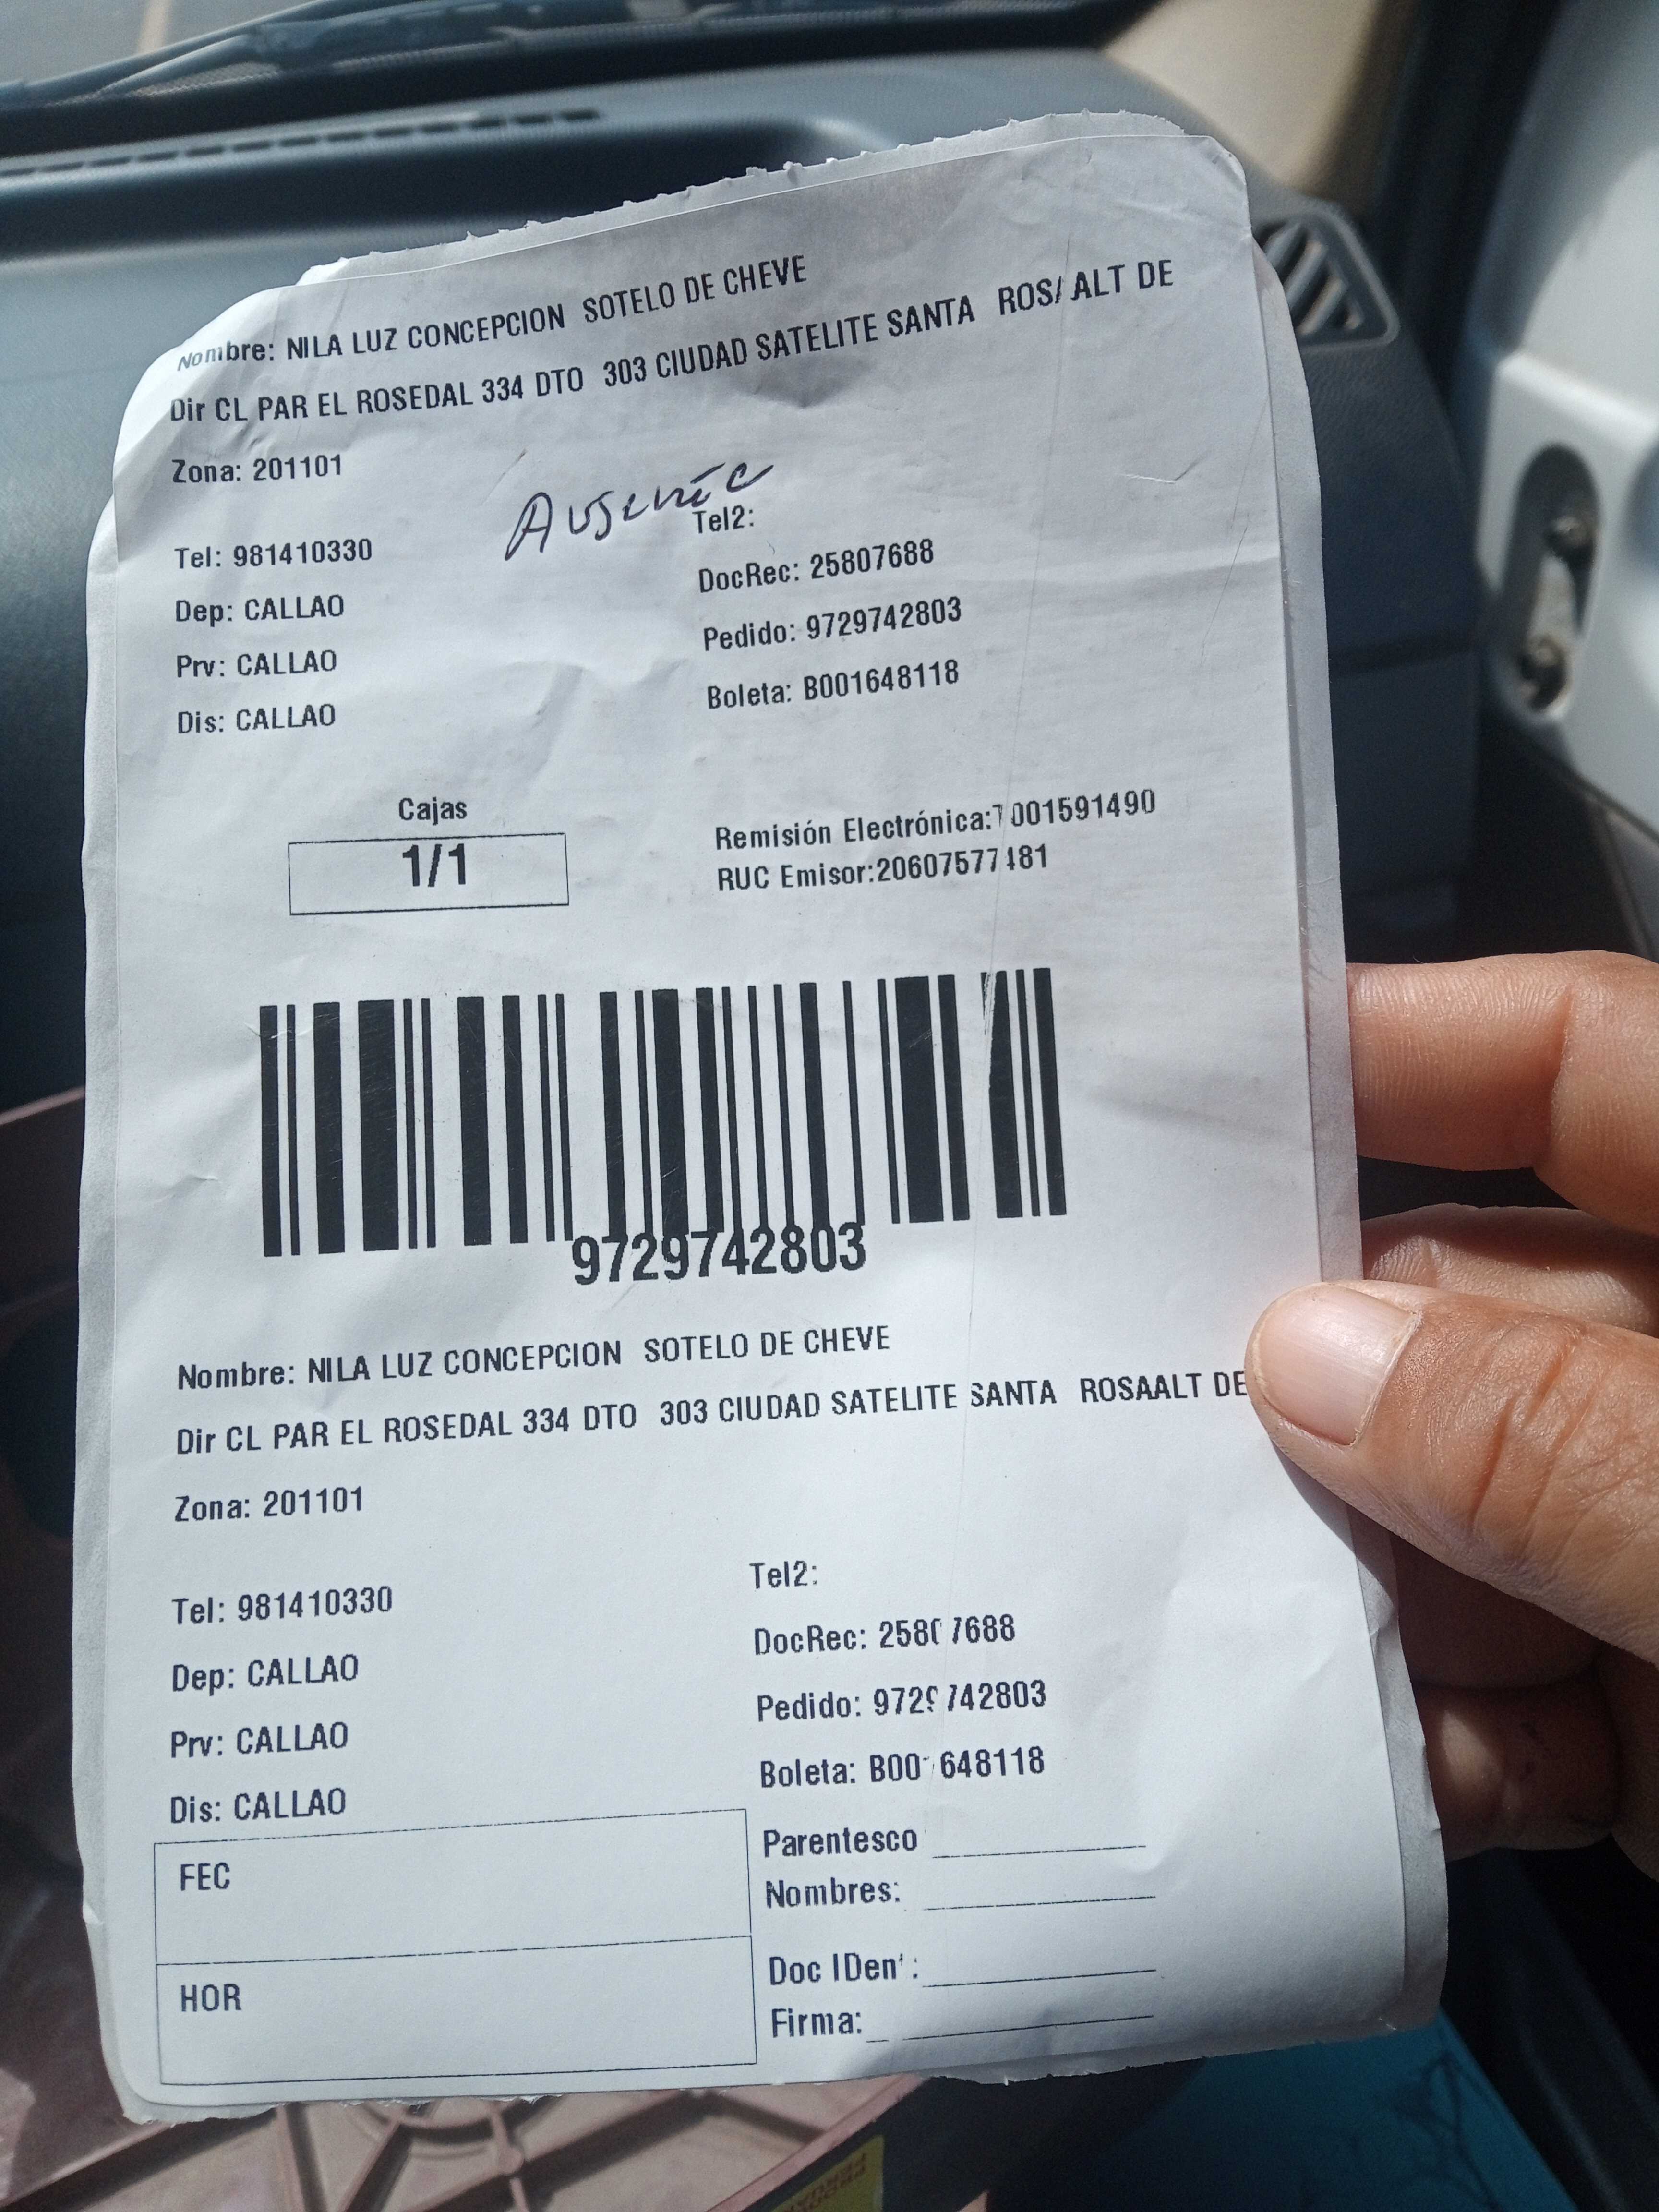 Nombre: NILA LUZ CONCEPCION SOTELO DE CHEVE
Dir CL PAR EL ROSEDAL 334 DTO 303 CIUDAD SATELITE SANTA ROS/ ALT DE
Zona: 201101
Ausente
Tel: 981410330 Tel2:
Dep: CALLAO DocRec: 25807688
Prv: CALLAO Pedido: 9729742803
Dis: CALLAO Boleta: B001648118
Cajas
1/1
Remisión Electrónica:T001591490
RUC Emisor:20607577481
9729742803
Nombre: NILA LUZ CONCEPCION SOTELO DE CHEVE
Dir CL PAR EL ROSEDAL 334 DTO 303 CIUDAD SATELITE SANTA ROSAALT DE
Zona: 201101
Tel: 981410330 Tel2:
Dep: CALLAO DocRec: 25807688
Prv: CALLAO Pedido: 9729742803
Dis: CALLAO Boleta: B001648118
FEC
HOR
Parentesco
Nombres:
Doc IDent:
Firma: